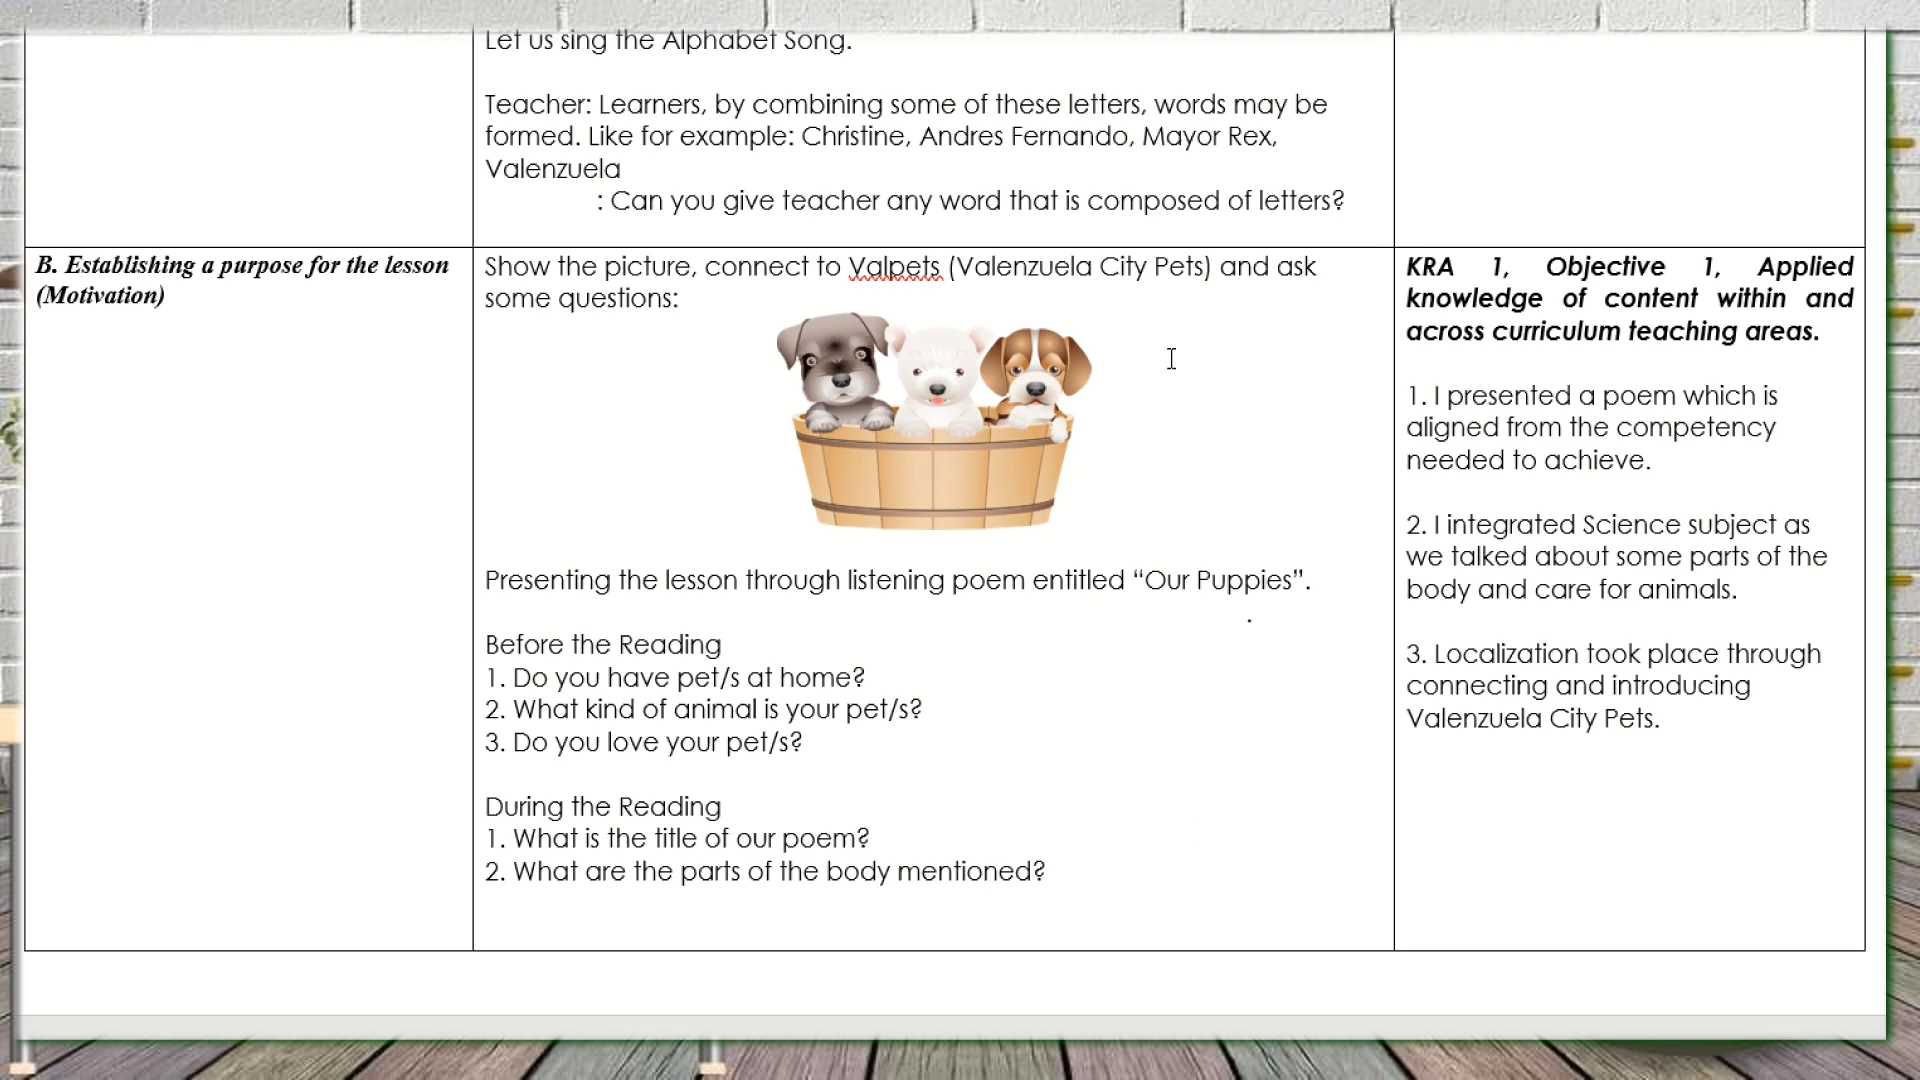 Let us sing the Alphabet Song.
Teacher: Learners, by combining some of these letters, words may be
formed. Like for example: Christine, Andres Fernando, Mayor Rex,
Valenzuela
: Can you give teacher any word that is composed of letters?
B. Establishing a purpose for the lesson
(Motivation)
Show the picture, connect to Valpets (Valenzuela City Pets) and ask
some questions:
Presenting the lesson through listening poem entitled “Our Puppies”.
.
Before the Reading
1. Do you have pet/s at home?
2. What kind of animal is your pet/s?
3. Do you love your pet/s?
During the Reading
1. What is the title of our poem?
2. What are the parts of the body mentioned?
KRA 1, Objective 1, Applied
knowledge of content within and
across curriculum teaching areas.
1. I presented a poem which is
aligned from the competency
needed to achieve.
2. I integrated Science subject as
we talked about some parts of the
body and care for animals.
3. Localization took place through
connecting and introducing
Valenzuela City Pets.